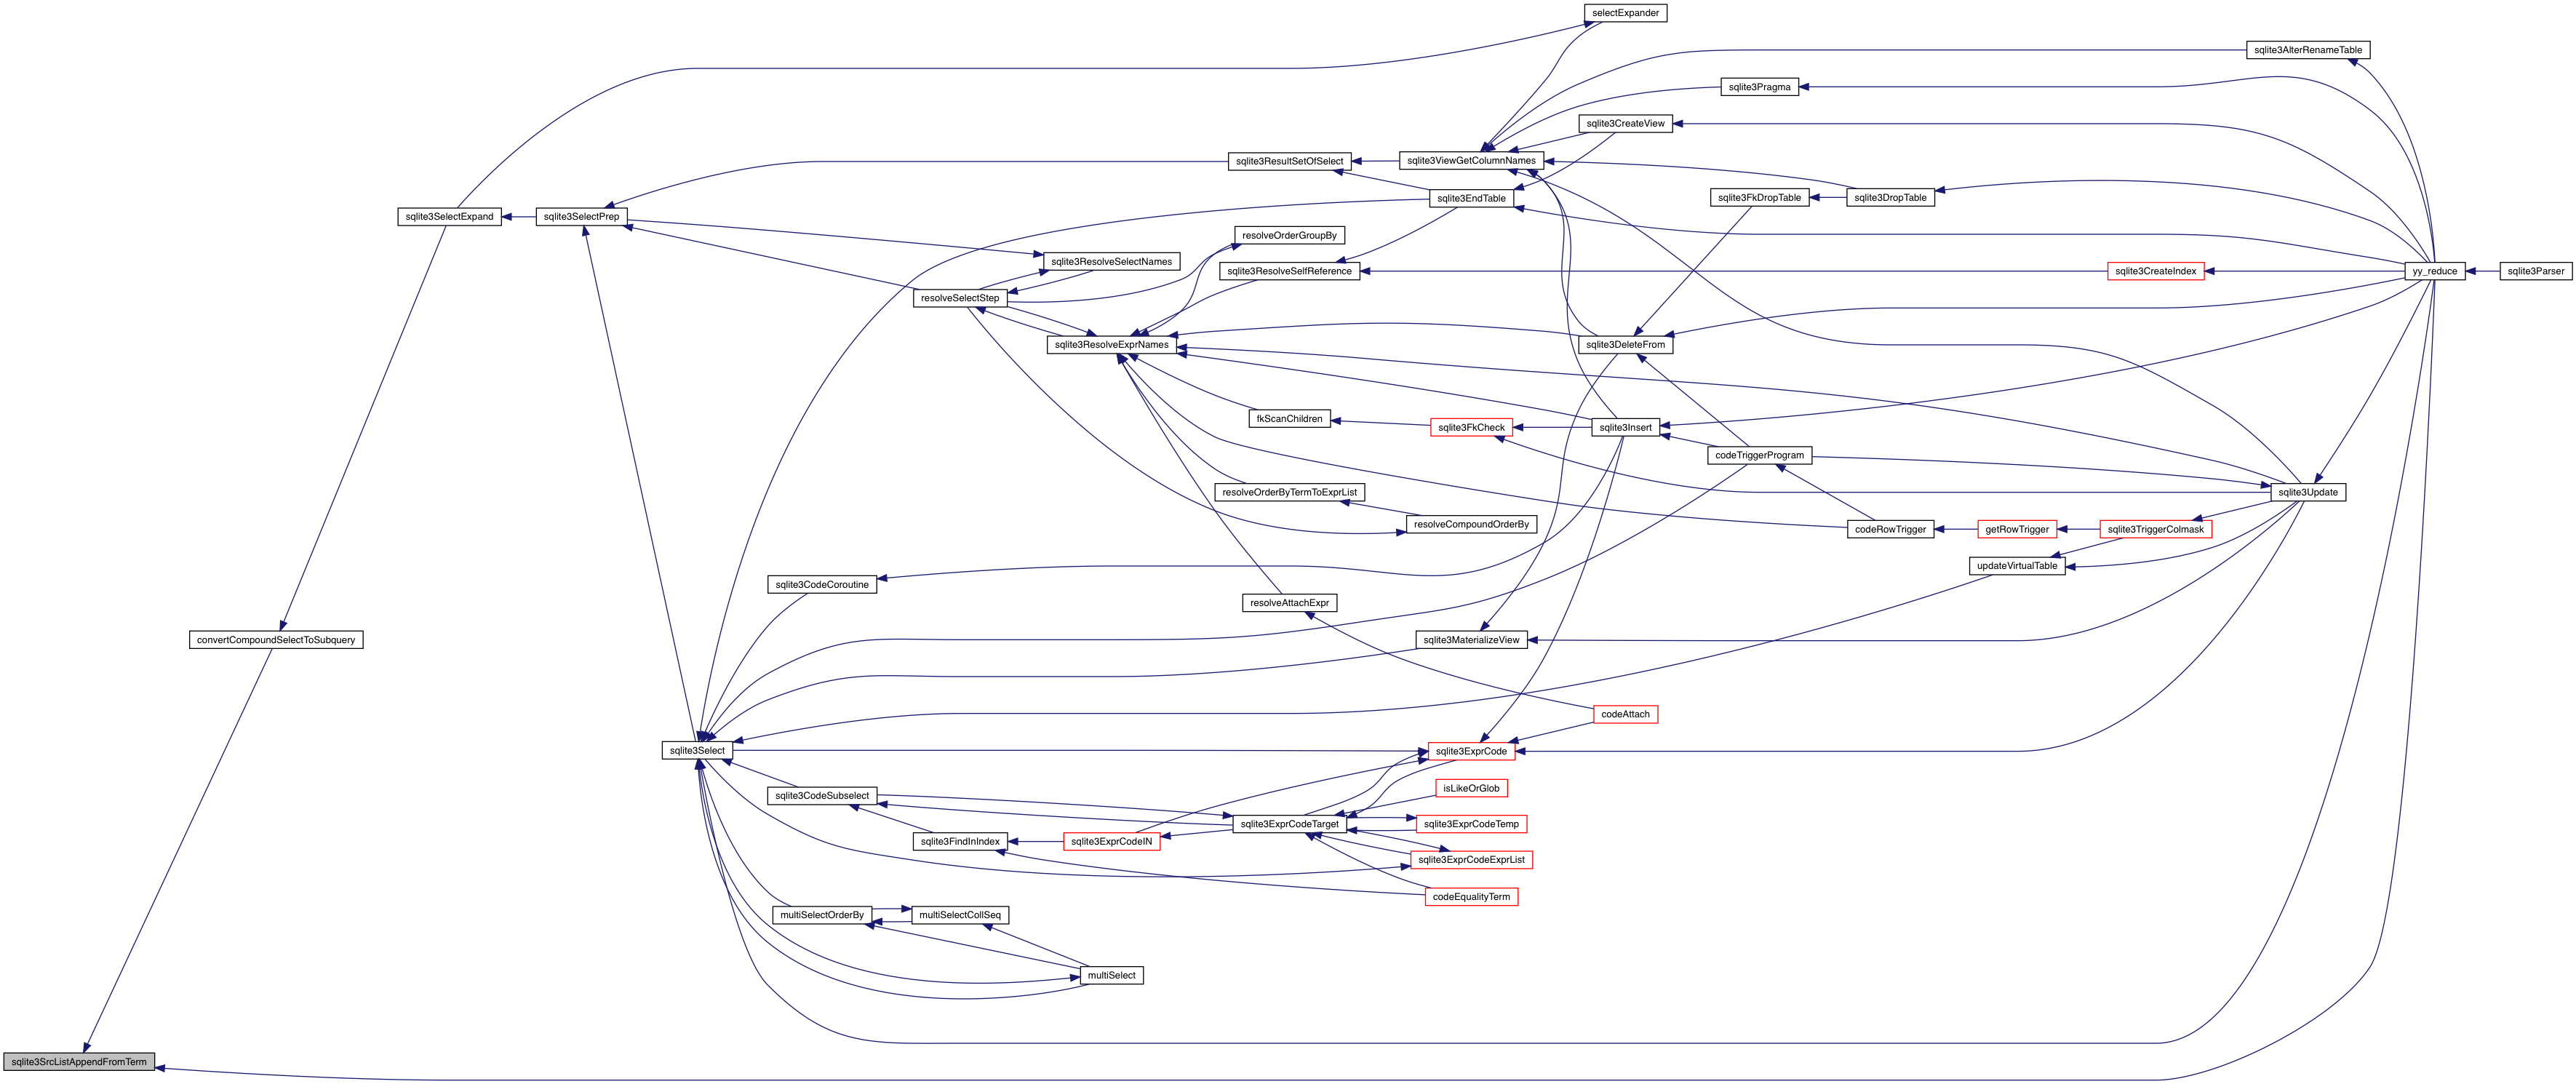 selectExpander
sqlite3AlterRenameTable
sqlite3Pragma
sqlite3CreateView
sqlite3ResultSetOfSelect
sqlite3ViewGetColumnNames
sqlite3EndTable
sqlite3FkDropTable
sqlite3DropTable
sqlite3SelectExpand
sqlite3SelectPrep
resolveOrderGroupBy
sqlite3ResolveSelectNames
sqlite3ResolveSelfReference
sqlite3CreateIndex
yy_reduce
sqlite3Parser
resolveSelectStep
sqlite3ResolveExprNames
sqlite3DeleteFrom
fkScanChildren
sqlite3FkCheck
sqlite3Insert
codeTriggerProgram
resolveOrderByTermToExprList
sqlite3Update
resolveCompoundOrderBy
codeRowTrigger
getRowTrigger
sqlite3TriggerColmask
updateVirtualTable
sqlite3CodeCoroutine
resolveAttachExpr
convertCompoundSelectToSubquery
sqlite3MaterializeView
codeAttach
sqlite3Select
sqlite3ExprCode
isLikeOrGlob
sqlite3CodeSubselect
sqlite3ExprCodeTarget
sqlite3ExprCodeTemp
sqlite3FindInIndex
sqlite3ExprCodeIN
sqlite3ExprCodeExprList
codeEqualityTerm
multiSelectOrderBy
multiSelectCollSeq
multiSelect
sqlite3SrcListAppendFromTerm